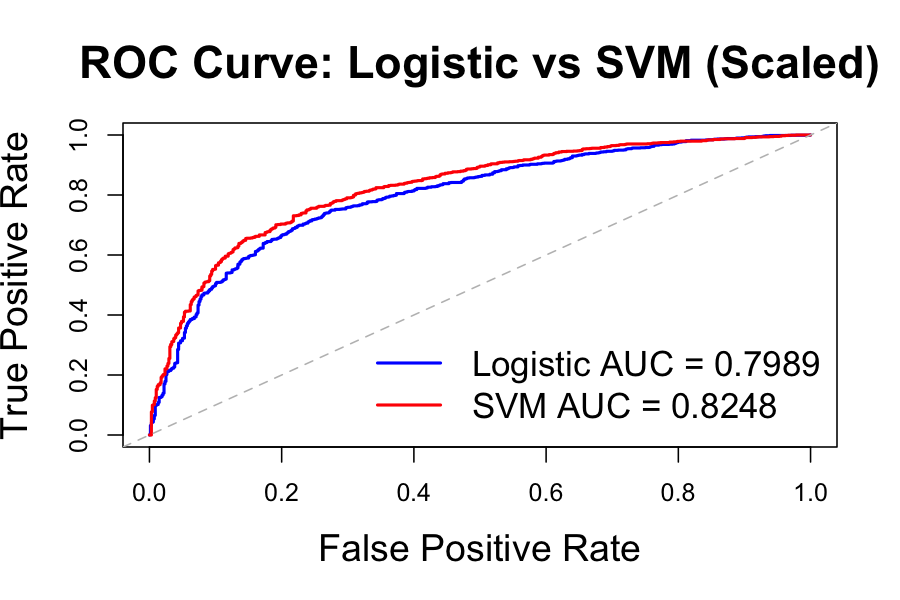 ROC Curve: Logistic vs SVM (Scaled)
True Positive Rate
1.0
0.8
0.6
0.4
0.2
0.0
Logistic AUC = 0.7989
SVM AUC = 0.8248
0.0 0.2 0.4 0.6 0.8 1.0
False Positive Rate